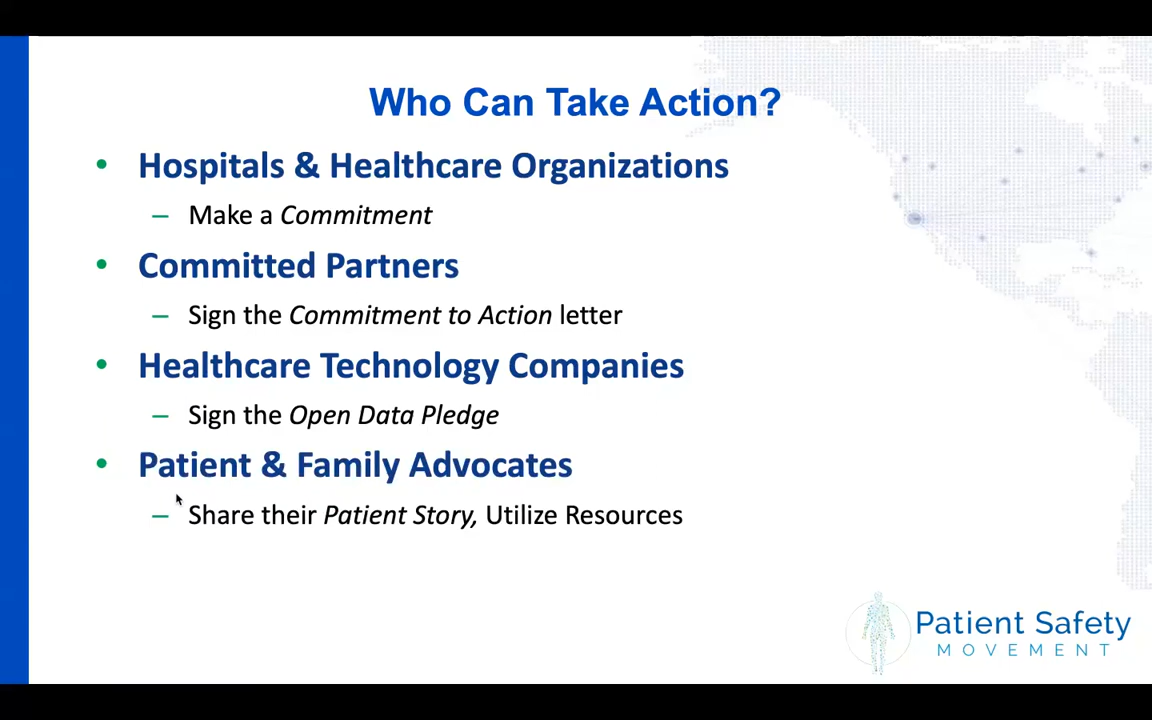 Who Can Take Action?
• Hospitals & Healthcare Organizations
– Make a Commitment
• Committed Partners
– Sign the Commitment to Action letter
• Healthcare Technology Companies
– Sign the Open Data Pledge
• Patient & Family Advocates
– Share their Patient Story, Utilize Resources
Patient Safety
MOVEMENT